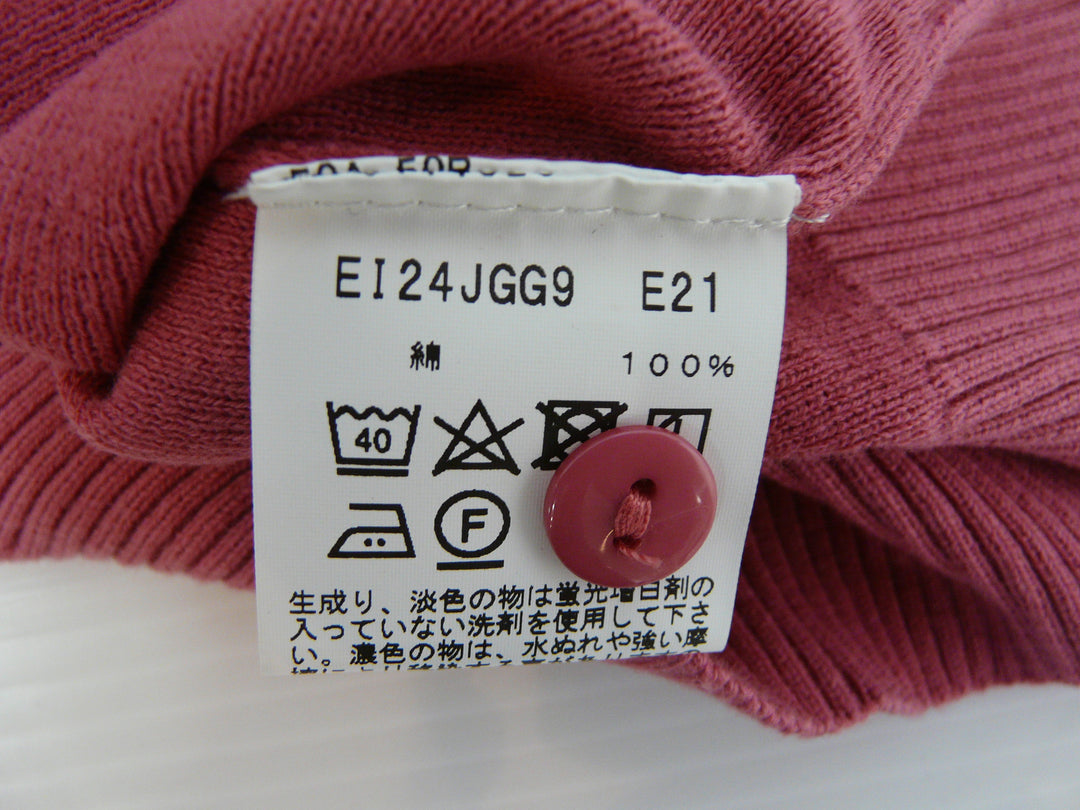 EI24JGG9 E21
綿 100%
40
F
生成り、淡色の物は蛍光増白剤の
入っていない洗剤を使用して下さ
い。濃色の物は、水ぬれや強い摩